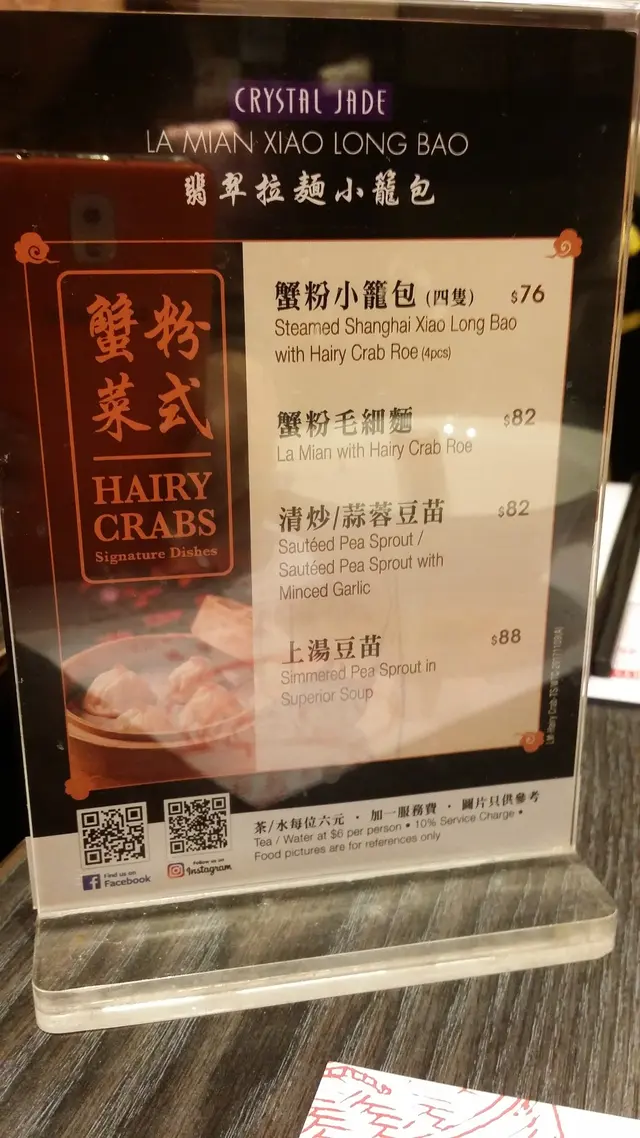 CRYSTAL JADE
LA MIAN XIAO LONG BAO
翡翠拉麵小籠包
蟹粉
菜式
HAIRY
CRABS
Signature Dishes
蟹粉小籠包 (四隻) $76
Steamed Shanghai Xiao Long Bao
with Hairy Crab Roe (4pcs)
蟹粉毛細麵 $82
La Mian with Hairy Crab Roe
清炒/蒜蓉豆苗 $82
Sautéed Pea Sprout /
Sautéed Pea Sprout with
Minced Garlic
上湯豆苗 $88
Simmered Pea Sprout in
Superior Soup
茶/水每位六元 • 加一服務費 • 圖片只供參考
Tea / Water at $6 per person • 10% Service Charge •
Food pictures are for references only
Find us on
Facebook
Follow us on
Instagram